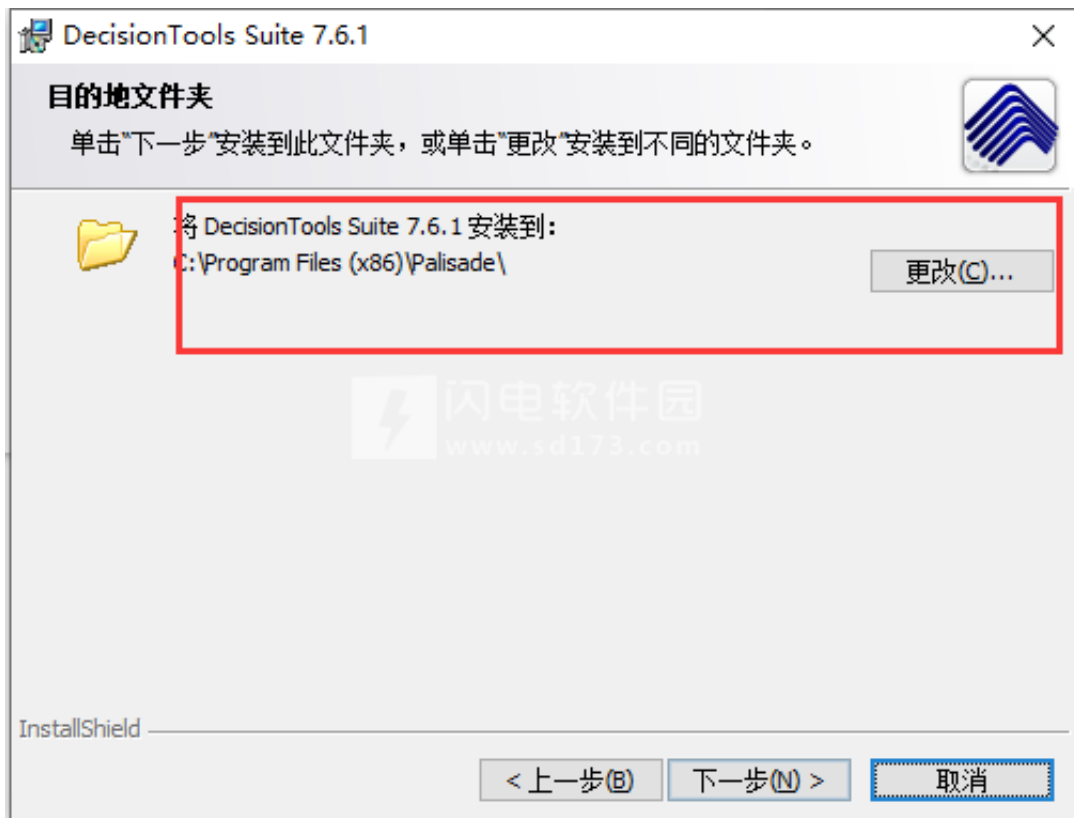 DecisionTools Suite 7.6.1
目的地文件夹
单击"下一步"安装到此文件夹，或单击"更改"安装到不同的文件夹。
将 DecisionTools Suite 7.6.1 安装到：
C:\Program Files (x86)\Palisade\
更改(C)...
闪电软件园
www.sd173.com
InstallShield
< 上一步(B)
下一步(N) >
取消